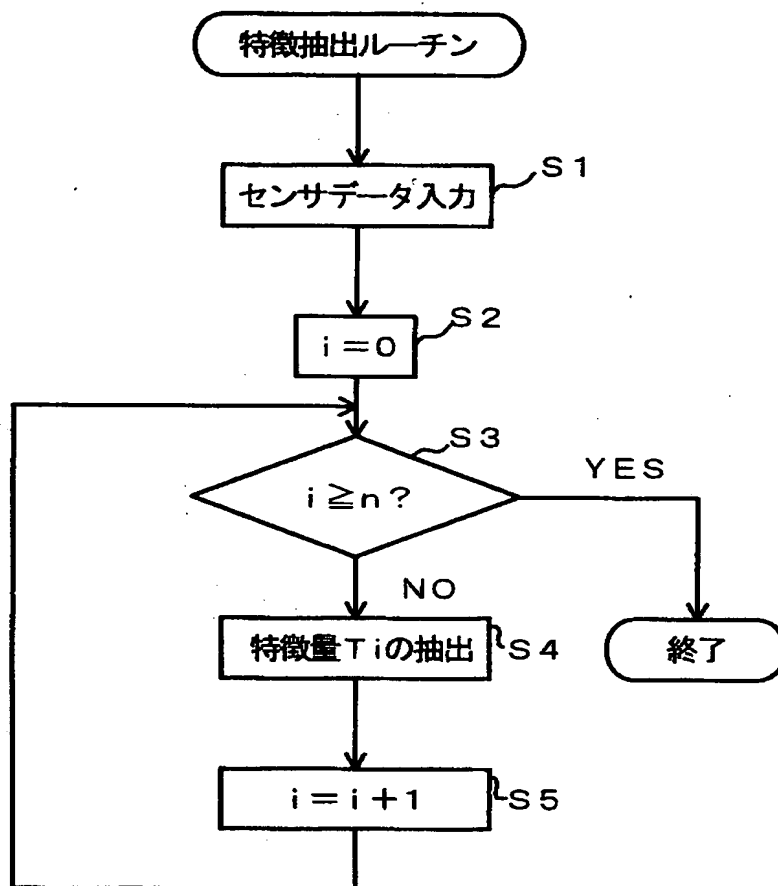 特徴抽出ルーチン
S1
センサデータ入力
S2
i=0
S3
i≧n?
YES
NO
特徴量Tiの抽出
S4
終了
i=i+1
S5